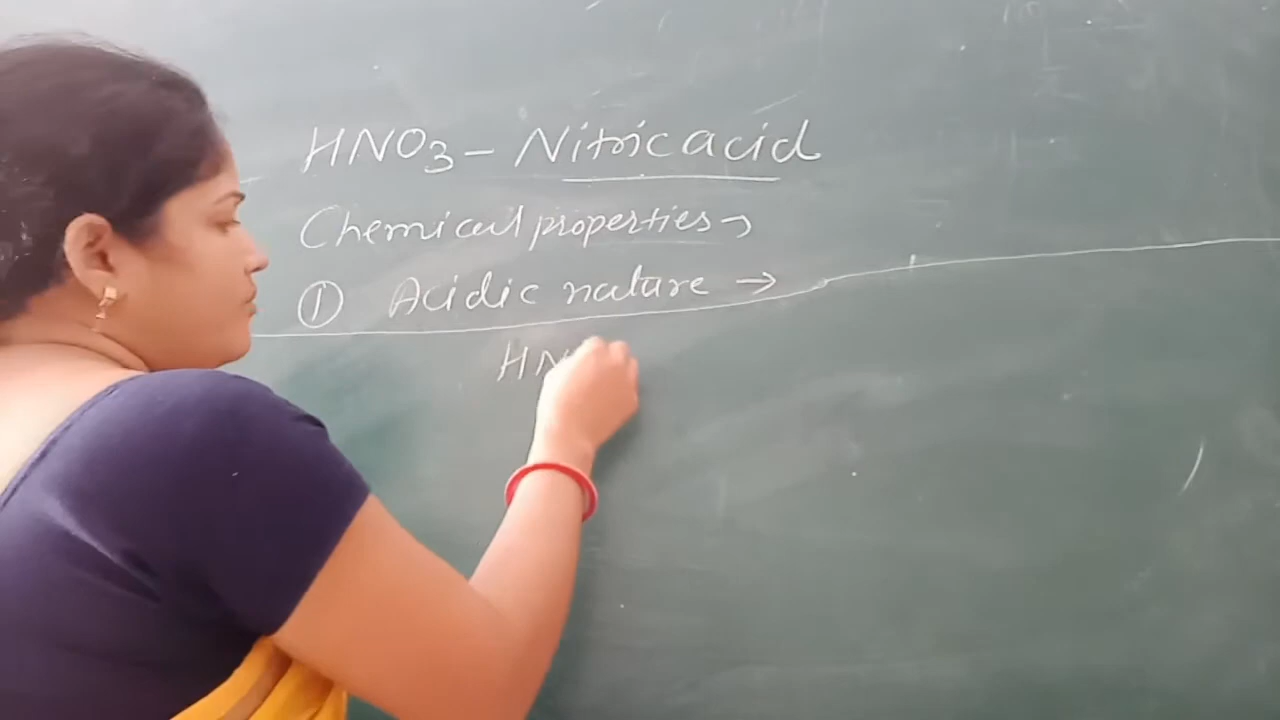 HNO3 - Nitric acid
Chemical properties →
① Acidic nature →
HN